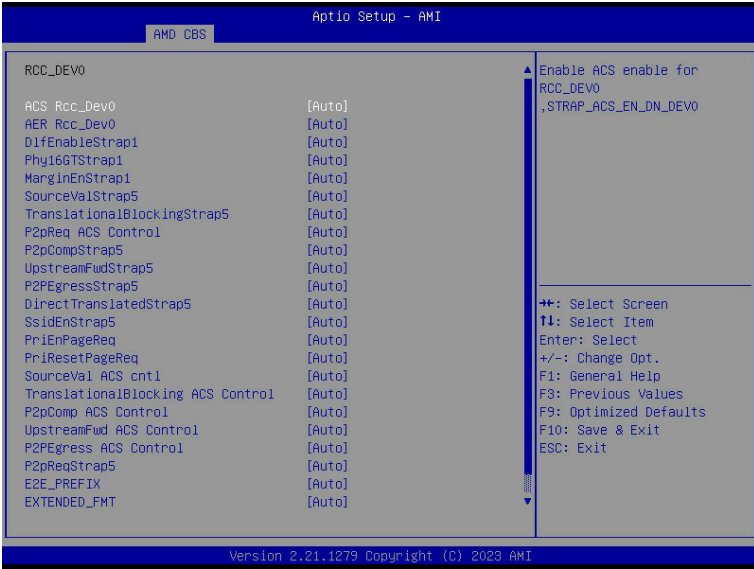 Aptio Setup - AMI
AMD CBS
RCC_DEV0
ACS Rcc_Dev0 [Auto]
AER Rcc_Dev0 [Auto]
DlfEnableStrap1 [Auto]
Phy16GTStrap1 [Auto]
MarginEnStrap1 [Auto]
SourceValStrap5 [Auto]
TranslationalBlockingStrap5 [Auto]
P2pReq ACS Control [Auto]
P2pCompStrap5 [Auto]
UpstreamFwdStrap5 [Auto]
P2PEgressStrap5 [Auto]
DirectTranslatedStrap5 [Auto]
SsidEnStrap5 [Auto]
PriEnPageReq [Auto]
PriResetPageReq [Auto]
SourceVal ACS cntl [Auto]
TranslationalBlocking ACS Control [Auto]
P2pComp ACS Control [Auto]
UpstreamFwd ACS Control [Auto]
P2PEgress ACS Control [Auto]
P2pReqStrap5 [Auto]
E2E_PREFIX [Auto]
EXTENDED_FMT [Auto]
Enable ACS enable for
RCC_DEV0
,STRAP_ACS_EN_DN_DEV0
→←: Select Screen
↑↓: Select Item
Enter: Select
+/-: Change Opt.
F1: General Help
F3: Previous Values
F9: Optimized Defaults
F10: Save & Exit
ESC: Exit
Version 2.21.1279 Copyright (C) 2023 AMI